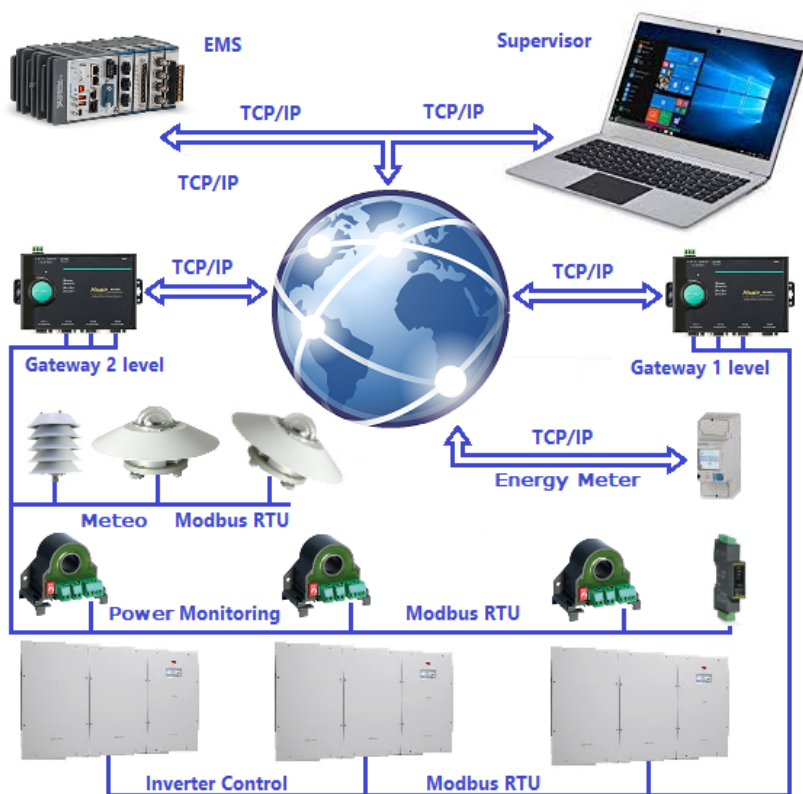 EMS
Supervisor
TCP/IP
TCP/IP
TCP/IP
TCP/IP
TCP/IP
Gateway 2 level
Gateway 1 level
TCP/IP
Energy Meter
Meteo
Modbus RTU
Power Monitoring
Modbus RTU
Inverter Control
Modbus RTU